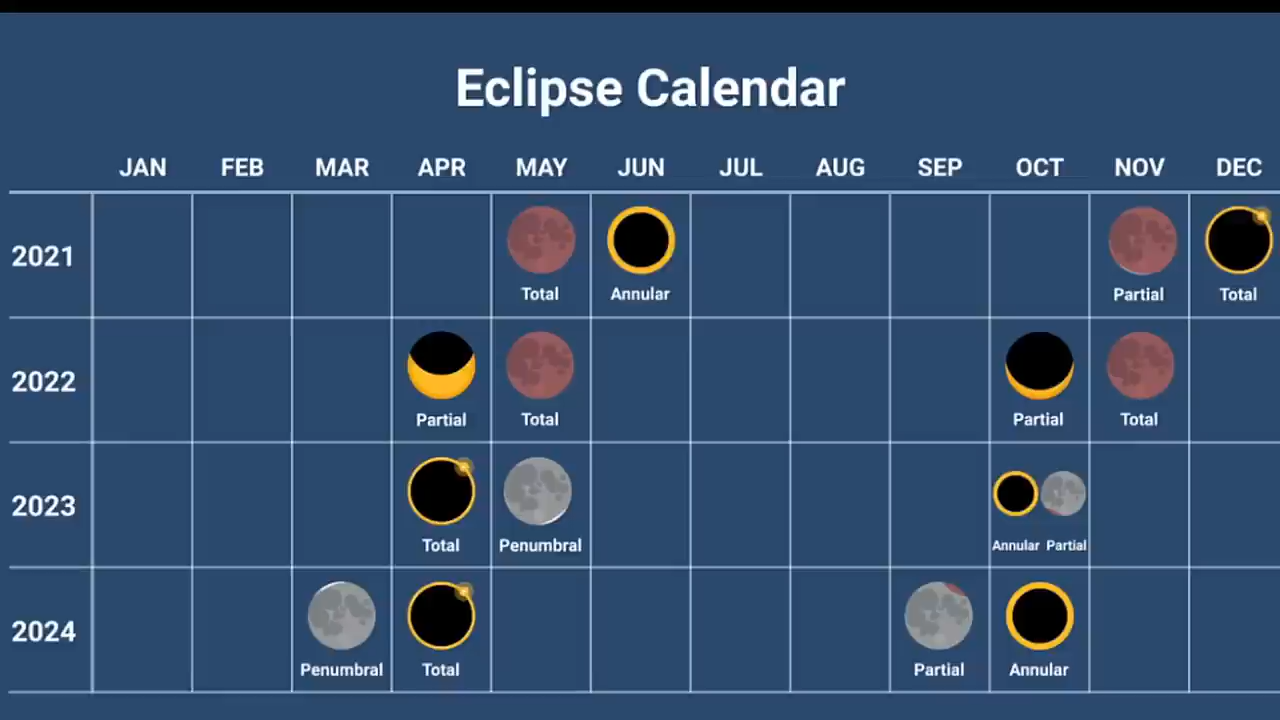 Eclipse Calendar
JAN FEB MAR APR MAY JUN JUL AUG SEP OCT NOV DEC
2021
Total Annular Partial Total
2022
Partial Total Partial Total
2023
Total Penumbral Annular Partial
2024
Penumbral Total Partial Annular